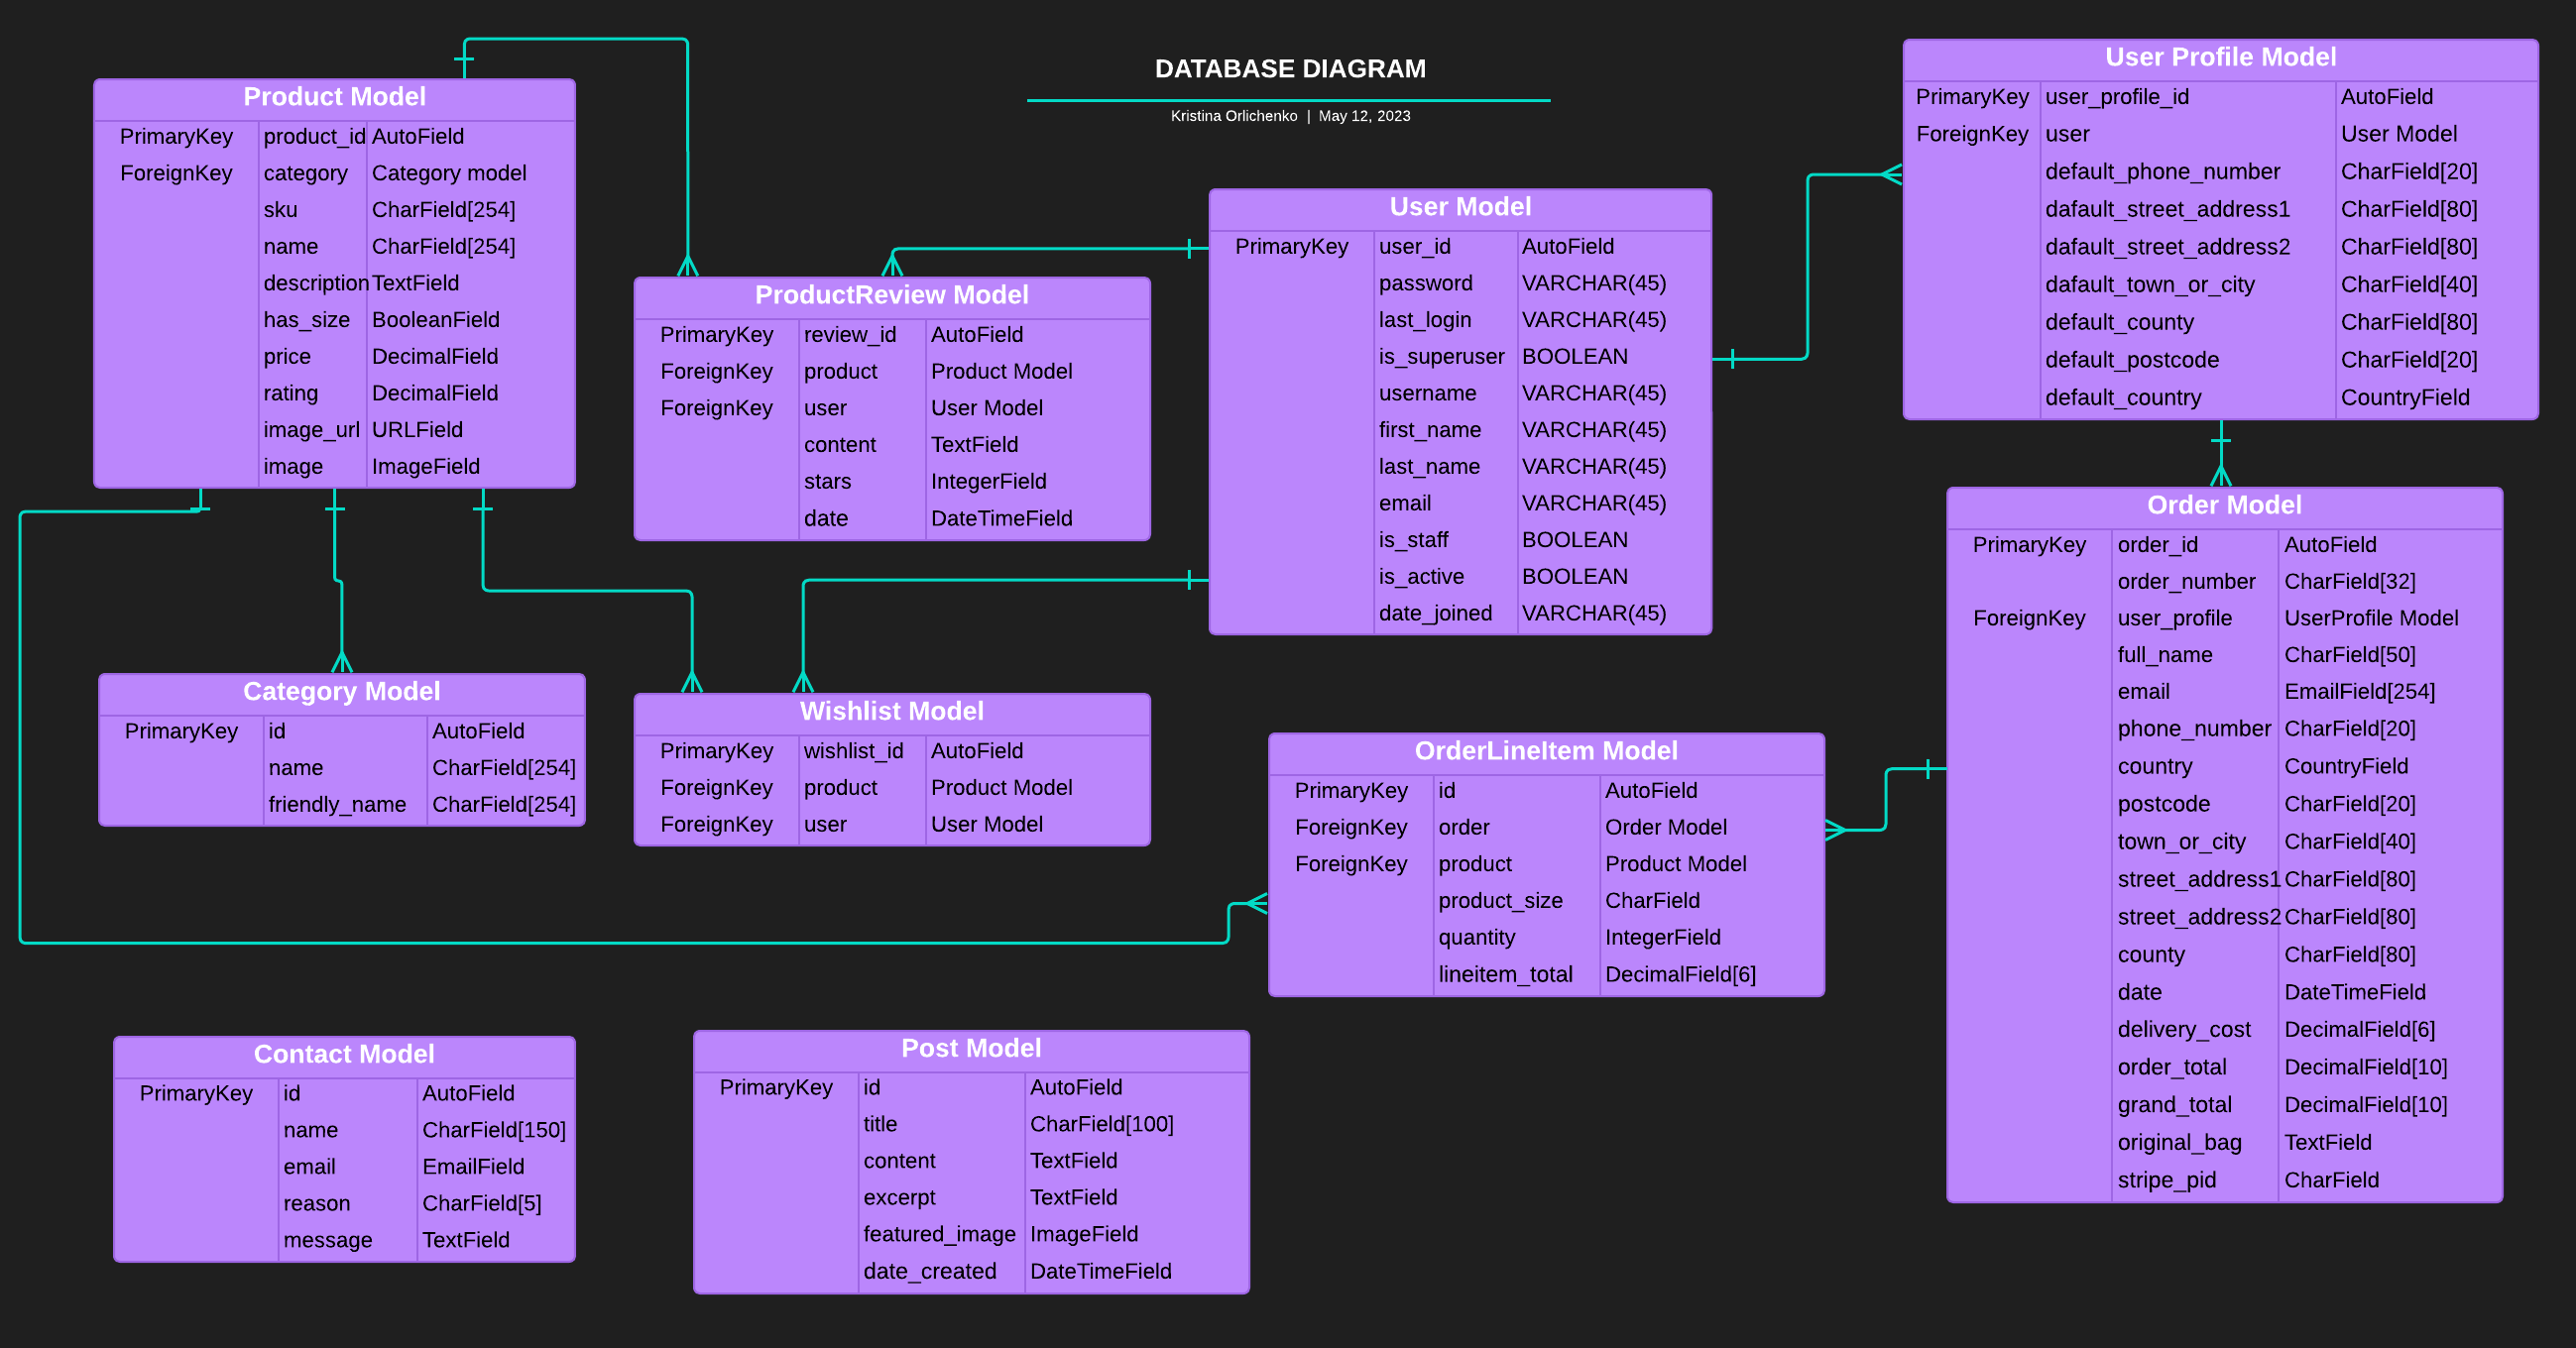 DATABASE DIAGRAM
Kristina Orlichenko | May 12, 2023
Product Model
PrimaryKey product_id AutoField
ForeignKey category Category model
sku CharField[254]
name CharField[254]
description TextField
has_size BooleanField
price DecimalField
rating DecimalField
image_url URLField
image ImageField
ProductReview Model
PrimaryKey review_id AutoField
ForeignKey product Product Model
ForeignKey user User Model
content TextField
stars IntegerField
date DateTimeField
User Model
PrimaryKey user_id AutoField
password VARCHAR(45)
last_login VARCHAR(45)
is_superuser BOOLEAN
username VARCHAR(45)
first_name VARCHAR(45)
last_name VARCHAR(45)
email VARCHAR(45)
is_staff BOOLEAN
is_active BOOLEAN
date_joined VARCHAR(45)
User Profile Model
PrimaryKey user_profile_id AutoField
ForeignKey user User Model
default_phone_number CharField[20]
dafault_street_address1 CharField[80]
dafault_street_address2 CharField[80]
dafault_town_or_city CharField[40]
default_county CharField[80]
default_postcode CharField[20]
default_country CountryField
Category Model
PrimaryKey id AutoField
name CharField[254]
friendly_name CharField[254]
Wishlist Model
PrimaryKey wishlist_id AutoField
ForeignKey product Product Model
ForeignKey user User Model
OrderLineItem Model
PrimaryKey id AutoField
ForeignKey order Order Model
ForeignKey product Product Model
product_size CharField
quantity IntegerField
lineitem_total DecimalField[6]
Order Model
PrimaryKey order_id AutoField
order_number CharField[32]
ForeignKey user_profile UserProfile Model
full_name CharField[50]
email EmailField[254]
phone_number CharField[20]
country CountryField
postcode CharField[20]
town_or_city CharField[40]
street_address1 CharField[80]
street_address2 CharField[80]
county CharField[80]
date DateTimeField
delivery_cost DecimalField[6]
order_total DecimalField[10]
grand_total DecimalField[10]
original_bag TextField
stripe_pid CharField
Contact Model
PrimaryKey id AutoField
name CharField[150]
email EmailField
reason CharField[5]
message TextField
Post Model
PrimaryKey id AutoField
title CharField[100]
content TextField
excerpt TextField
featured_image ImageField
date_created DateTimeField